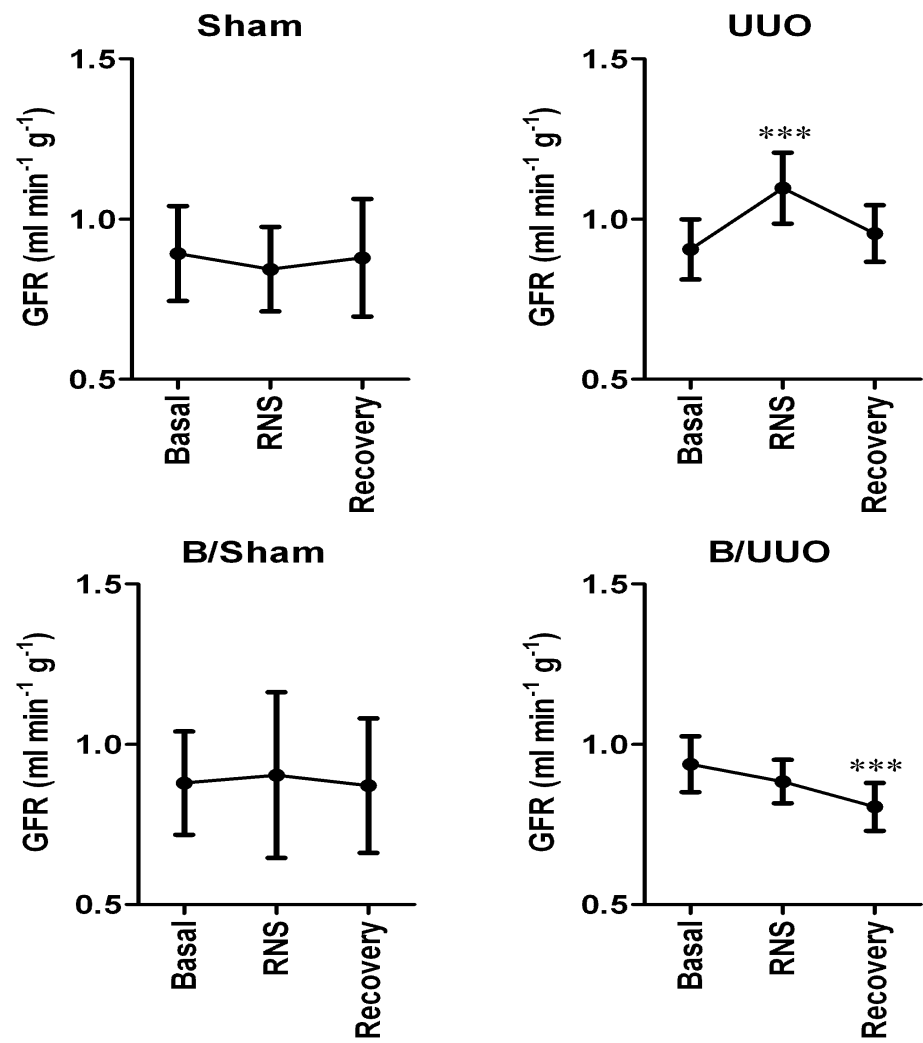 Sham
1.5
1.0
0.5
GFR (ml min⁻¹ g⁻¹)
Basal
RNS
Recovery
UUO
1.5
1.0
0.5
GFR (ml min⁻¹ g⁻¹)
***
Basal
RNS
Recovery
B/Sham
1.5
1.0
0.5
GFR (ml min⁻¹ g⁻¹)
Basal
RNS
Recovery
B/UUO
1.5
1.0
0.5
GFR (ml min⁻¹ g⁻¹)
***
Basal
RNS
Recovery